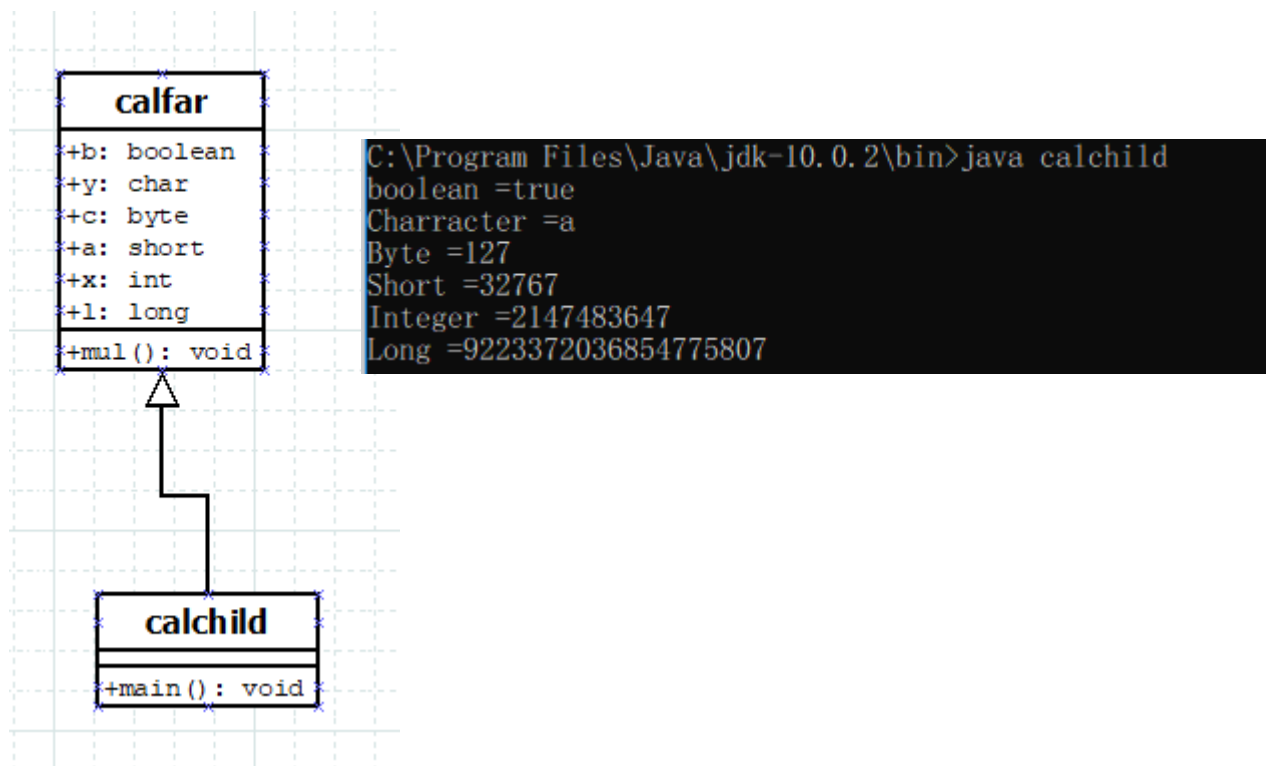 calfar
+b: boolean
+y: char
+c: byte
+a: short
+x: int
+l: long
+mul(): void
calchild
+main(): void
C:\Program Files\Java\jdk-10.0.2\bin>java calchild
boolean =true
Charracter =a
Byte =127
Short =32767
Integer =2147483647
Long =9223372036854775807